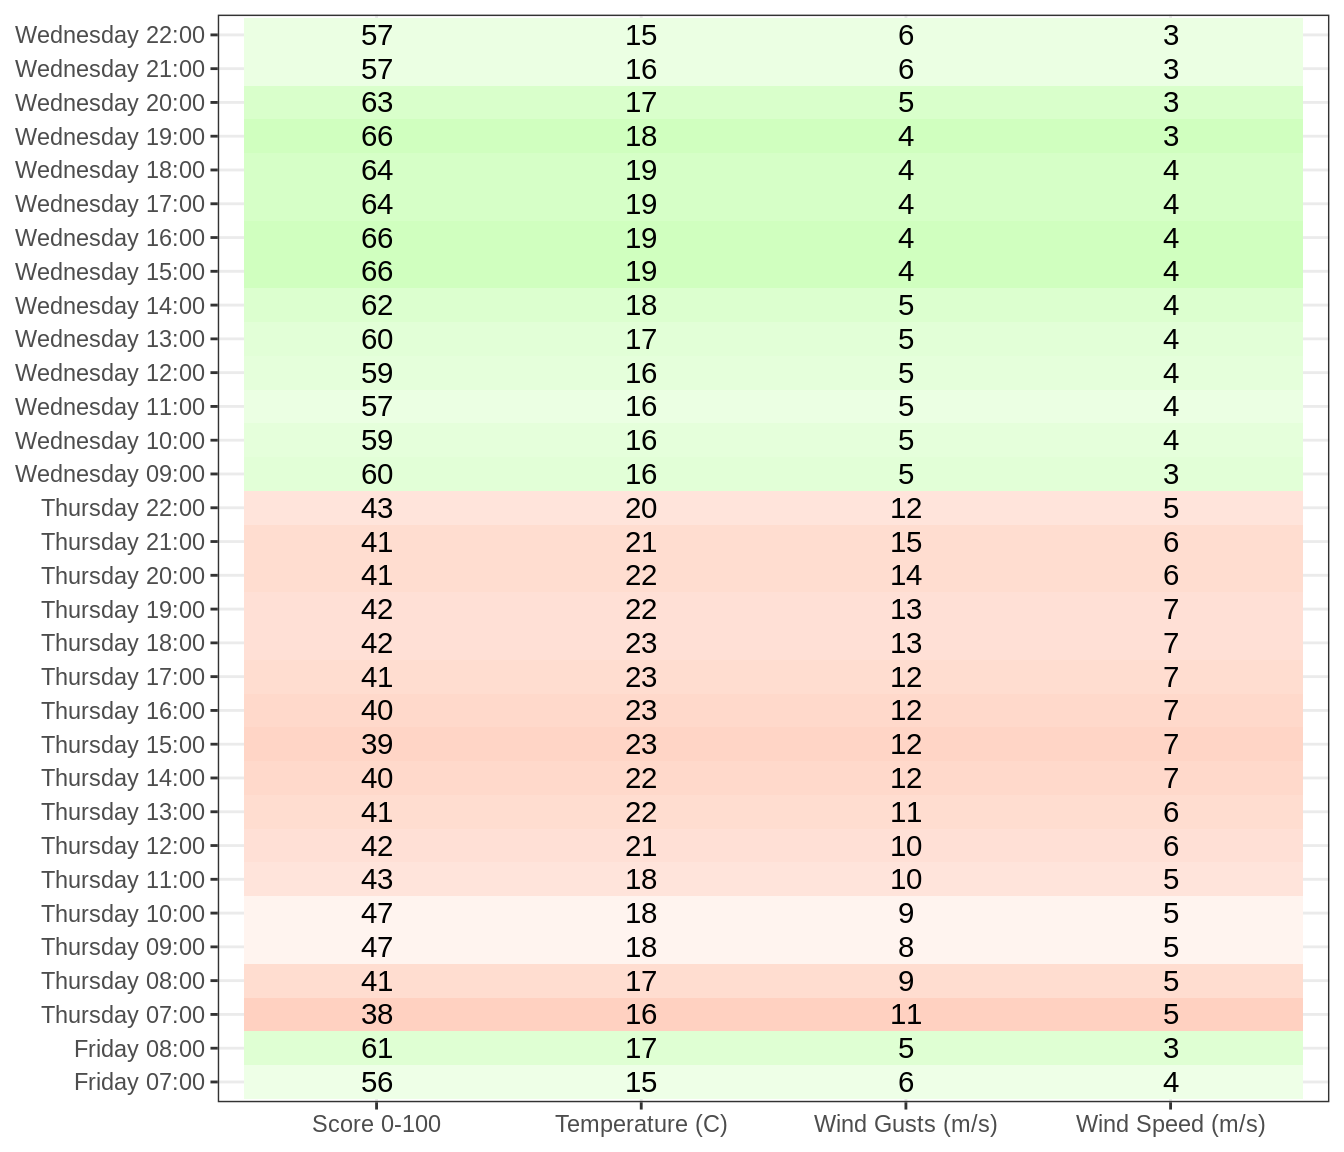 Wednesday 22:00 57 15 6 3
Wednesday 21:00 57 16 6 3
Wednesday 20:00 63 17 5 3
Wednesday 19:00 66 18 4 3
Wednesday 18:00 64 19 4 4
Wednesday 17:00 64 19 4 4
Wednesday 16:00 66 19 4 4
Wednesday 15:00 66 19 4 4
Wednesday 14:00 62 18 5 4
Wednesday 13:00 60 17 5 4
Wednesday 12:00 59 16 5 4
Wednesday 11:00 57 16 5 4
Wednesday 10:00 59 16 5 4
Wednesday 09:00 60 16 5 3
Thursday 22:00 43 20 12 5
Thursday 21:00 41 21 15 6
Thursday 20:00 41 22 14 6
Thursday 19:00 42 22 13 7
Thursday 18:00 42 23 13 7
Thursday 17:00 41 23 12 7
Thursday 16:00 40 23 12 7
Thursday 15:00 39 23 12 7
Thursday 14:00 40 22 12 7
Thursday 13:00 41 22 11 6
Thursday 12:00 42 21 10 6
Thursday 11:00 43 18 10 5
Thursday 10:00 47 18 9 5
Thursday 09:00 47 18 8 5
Thursday 08:00 41 17 9 5
Thursday 07:00 38 16 11 5
Friday 08:00 61 17 5 3
Friday 07:00 56 15 6 4
Score 0-100 Temperature (C) Wind Gusts (m/s) Wind Speed (m/s)